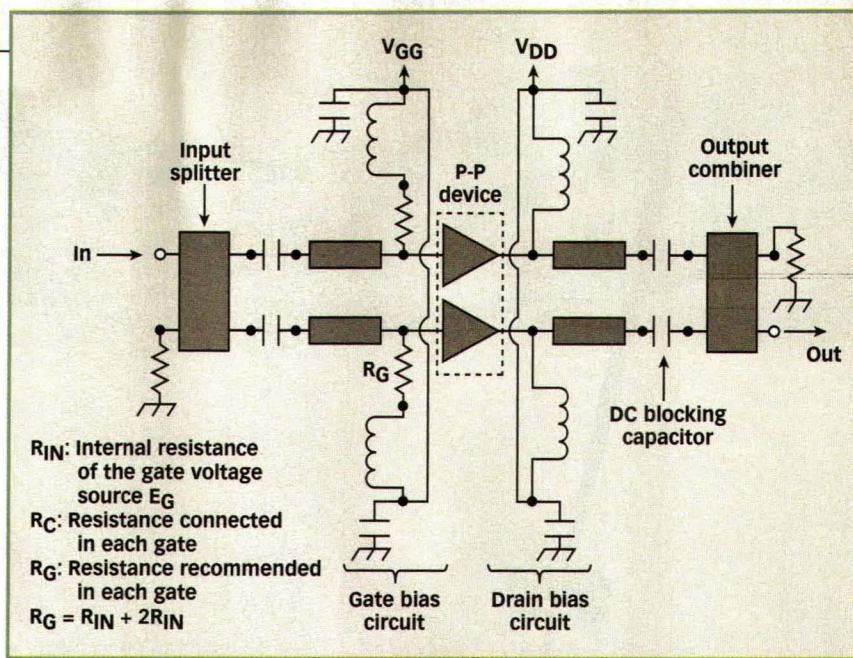 VGG
VDD
Input
splitter
P-P
device
Output
combiner
In
RG
Out
DC blocking
capacitor
RIN: Internal resistance
of the gate voltage
source EG
RC: Resistance connected
in each gate
RG: Resistance recommended
in each gate
RG = RIN + 2RIN
Gate bias
circuit
Drain bias
circuit